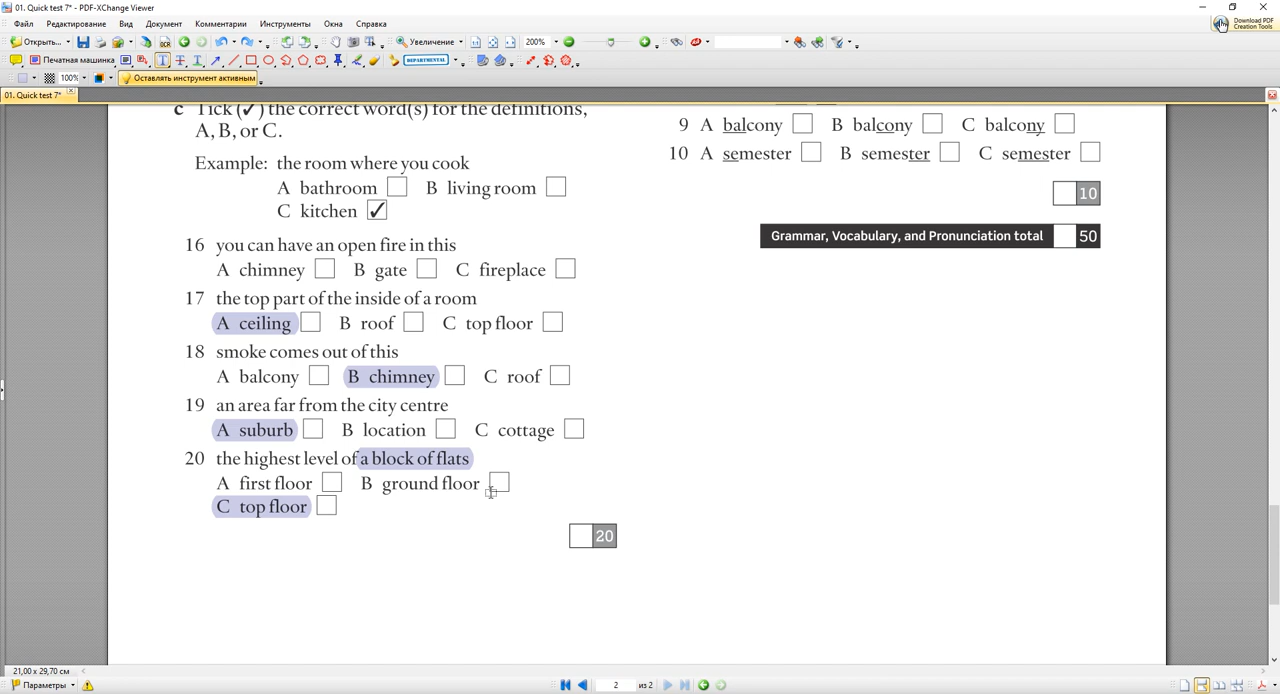 01. Quick test 7* - PDF-XChange Viewer
Файл Редактирование Вид Документ Комментарии Инструменты Окна Справка
Download PDF Creation Tools
Открыть... OCR Увеличение 200%
Печатная машинка DEPARTMENTAL
100% Оставлять инструмент активным
01. Quick test 7*
c Tick (✓) the correct word(s) for the definitions,
A, B, or C.
Example: the room where you cook
A bathroom B living room
C kitchen ✓
16 you can have an open fire in this
A chimney B gate C fireplace
17 the top part of the inside of a room
A ceiling B roof C top floor
18 smoke comes out of this
A balcony B chimney C roof
19 an area far from the city centre
A suburb B location C cottage
20 the highest level of a block of flats
A first floor B ground floor
C top floor
20
9 A balcony B balcony C balcony
10 A semester B semester C semester
10
Grammar, Vocabulary, and Pronunciation total 50
21,00 x 29,70 см
Параметры 2 из 2